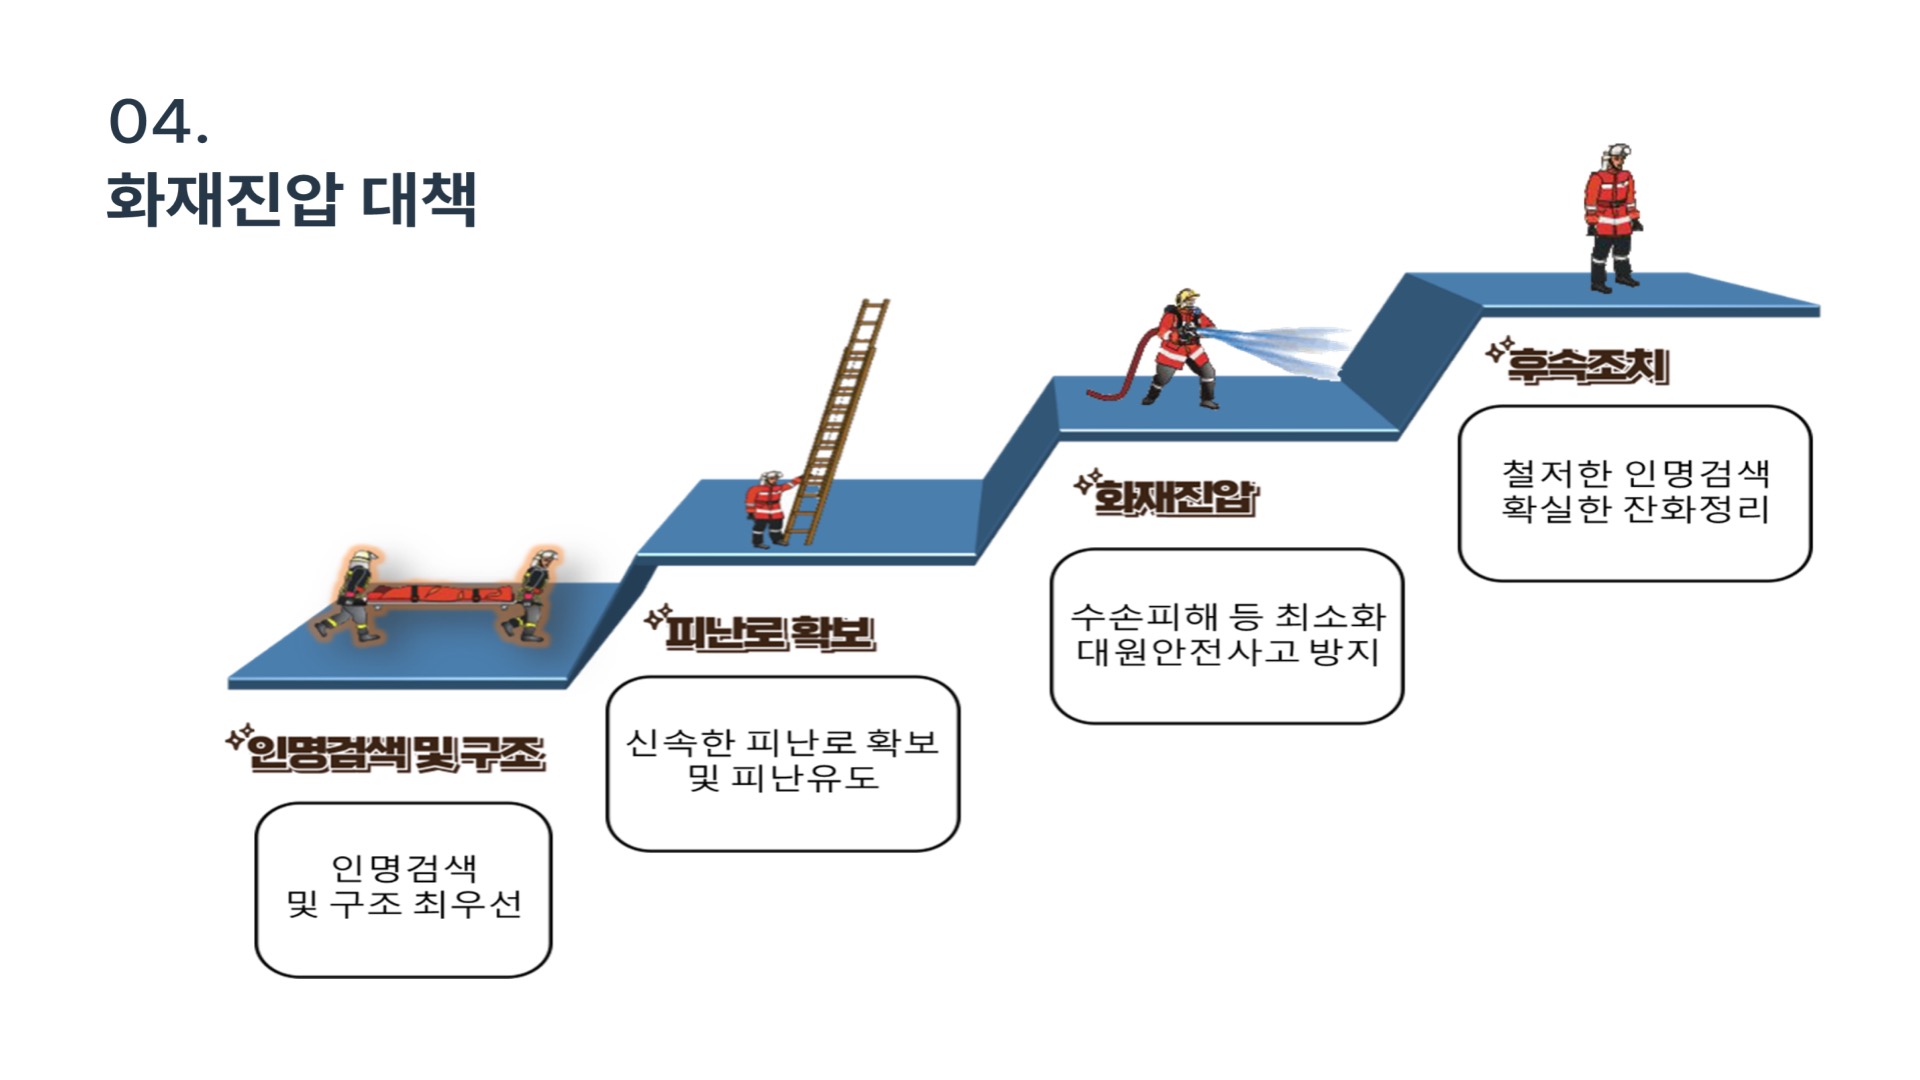 04.
화재진압 대책
인명검색 및 구조
인명검색
및 구조 최우선
피난로 확보
신속한 피난로 확보
및 피난유도
화재진압
수손피해 등 최소화
대원안전사고 방지
후속조치
철저한 인명검색
확실한 잔화정리